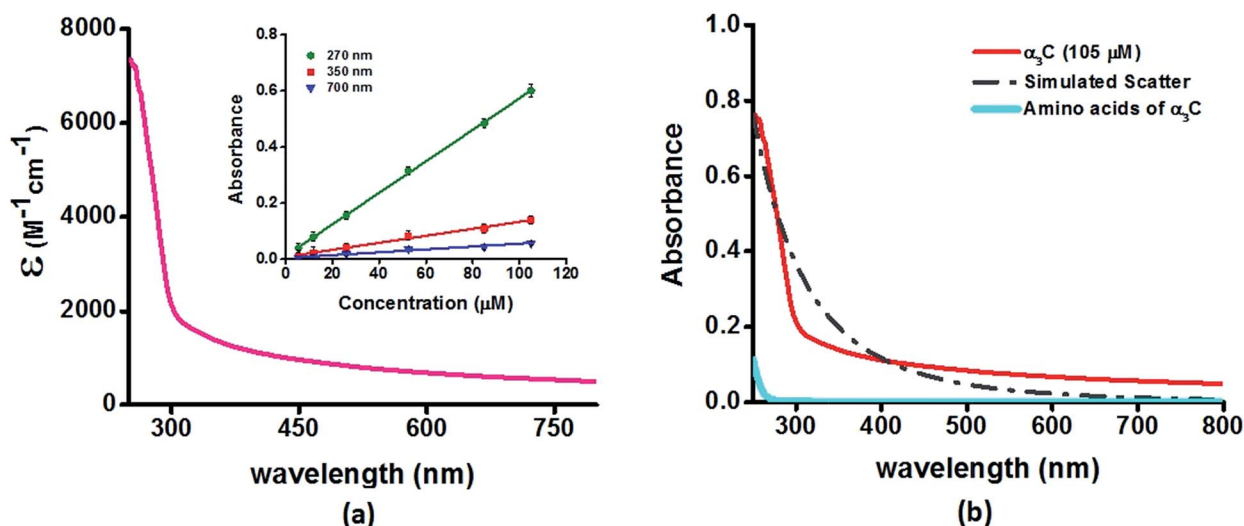 8000
6000
4000
2000
0
ε (M⁻¹cm⁻¹)
300
450
600
750
wavelength (nm)
(a)
0.8
0.6
0.4
0.2
0.0
Absorbance
270 nm
350 nm
700 nm
0
20
40
60
80
100
120
Concentration (μM)
1.0
0.8
0.6
0.4
0.2
0.0
Absorbance
α₃C (105 μM)
Simulated Scatter
Amino acids of α₃C
300
400
500
600
700
800
wavelength (nm)
(b)